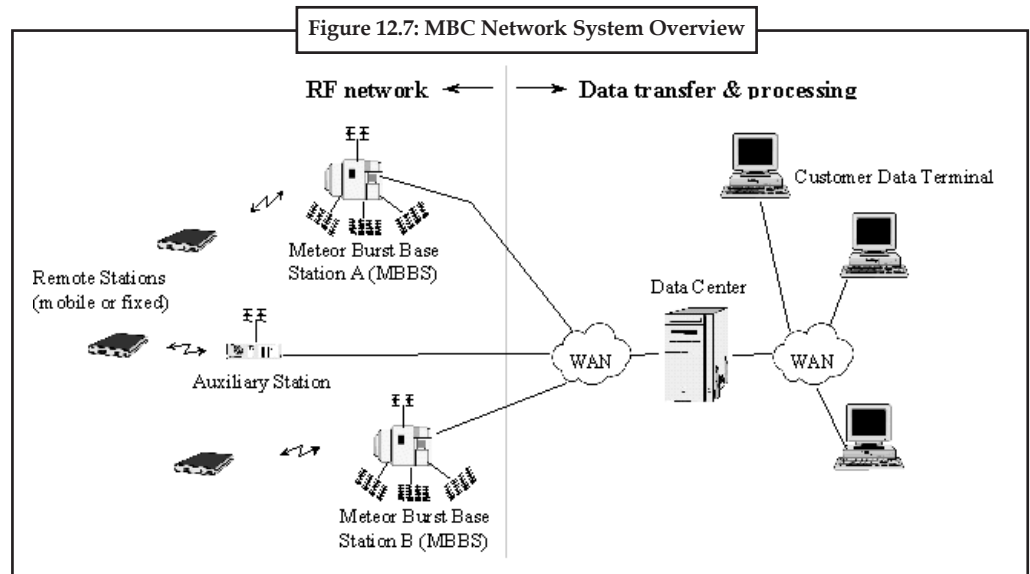 Figure 12.7: MBC Network System Overview
RF network
Data transfer & processing
Customer Data Terminal
Meteor Burst Base
Station A (MBBS)
Remote Stations
(mobile or fixed)
Data Center
WAN
WAN
Auxiliary Station
Meteor Burst Base
Station B (MBBS)